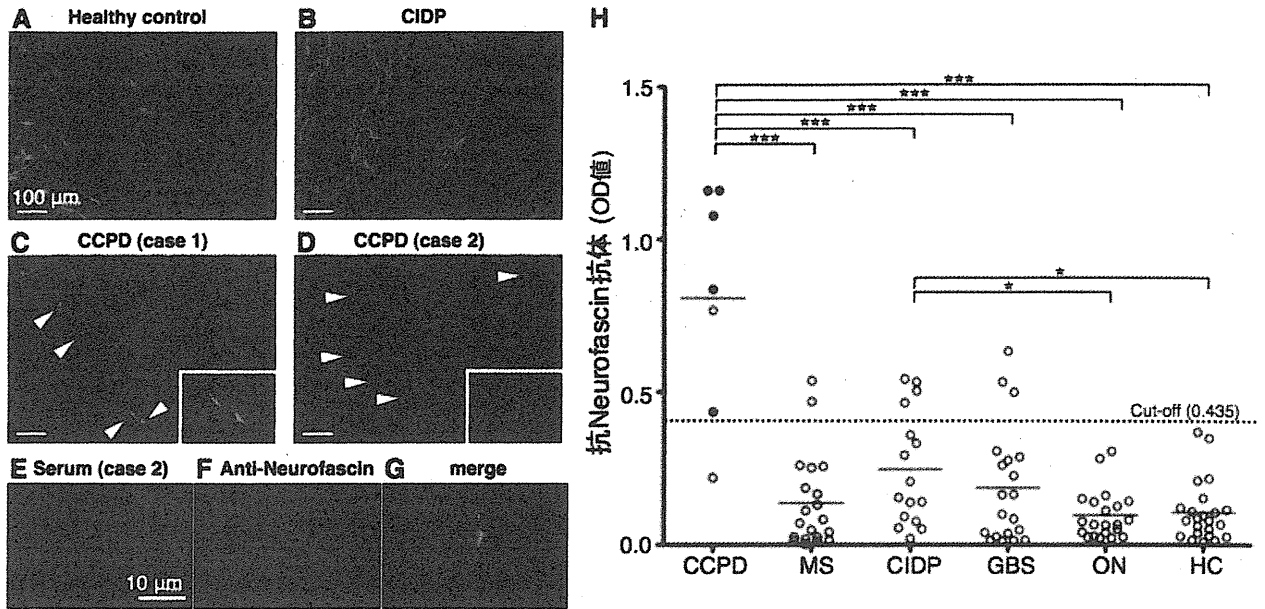 A Healthy control
B CIDP
100 μm
C CCPD (case 1)
D CCPD (case 2)
E Serum (case 2)
F Anti-Neurofascin
G merge
10 μm
H
抗Neurofascin抗体 (OD値)
1.5
1.0
0.5
0.0
***
***
***
***
***
*
*
Cut-off (0.435)
CCPD MS CIDP GBS ON HC